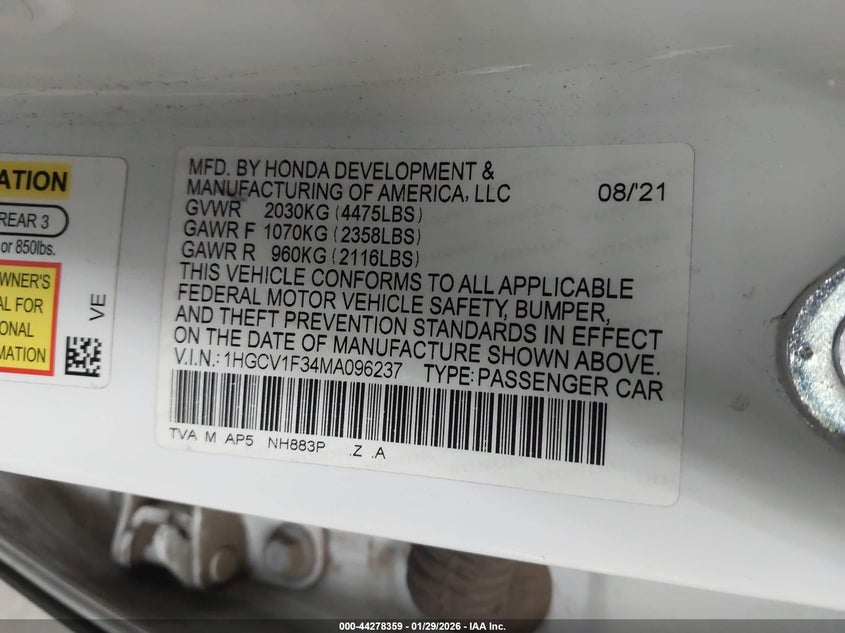 ATION
REAR 3
or 850lbs.
WNER'S
AL FOR
IONAL
RMATION
VE
MFD. BY HONDA DEVELOPMENT &
MANUFACTURING OF AMERICA, LLC 08/'21
GVWR 2030KG (4475LBS)
GAWR F 1070KG (2358LBS)
GAWR R 960KG (2116LBS)
THIS VEHICLE CONFORMS TO ALL APPLICABLE
FEDERAL MOTOR VEHICLE SAFETY, BUMPER,
AND THEFT PREVENTION STANDARDS IN EFFECT
ON THE DATE OF MANUFACTURE SHOWN ABOVE.
V.I.N.: 1HGCV1F34MA096237 TYPE: PASSENGER CAR
TVA M AP5 NH883P .Z .A
000-44278359 — 01/29/2026 — IAA Inc.